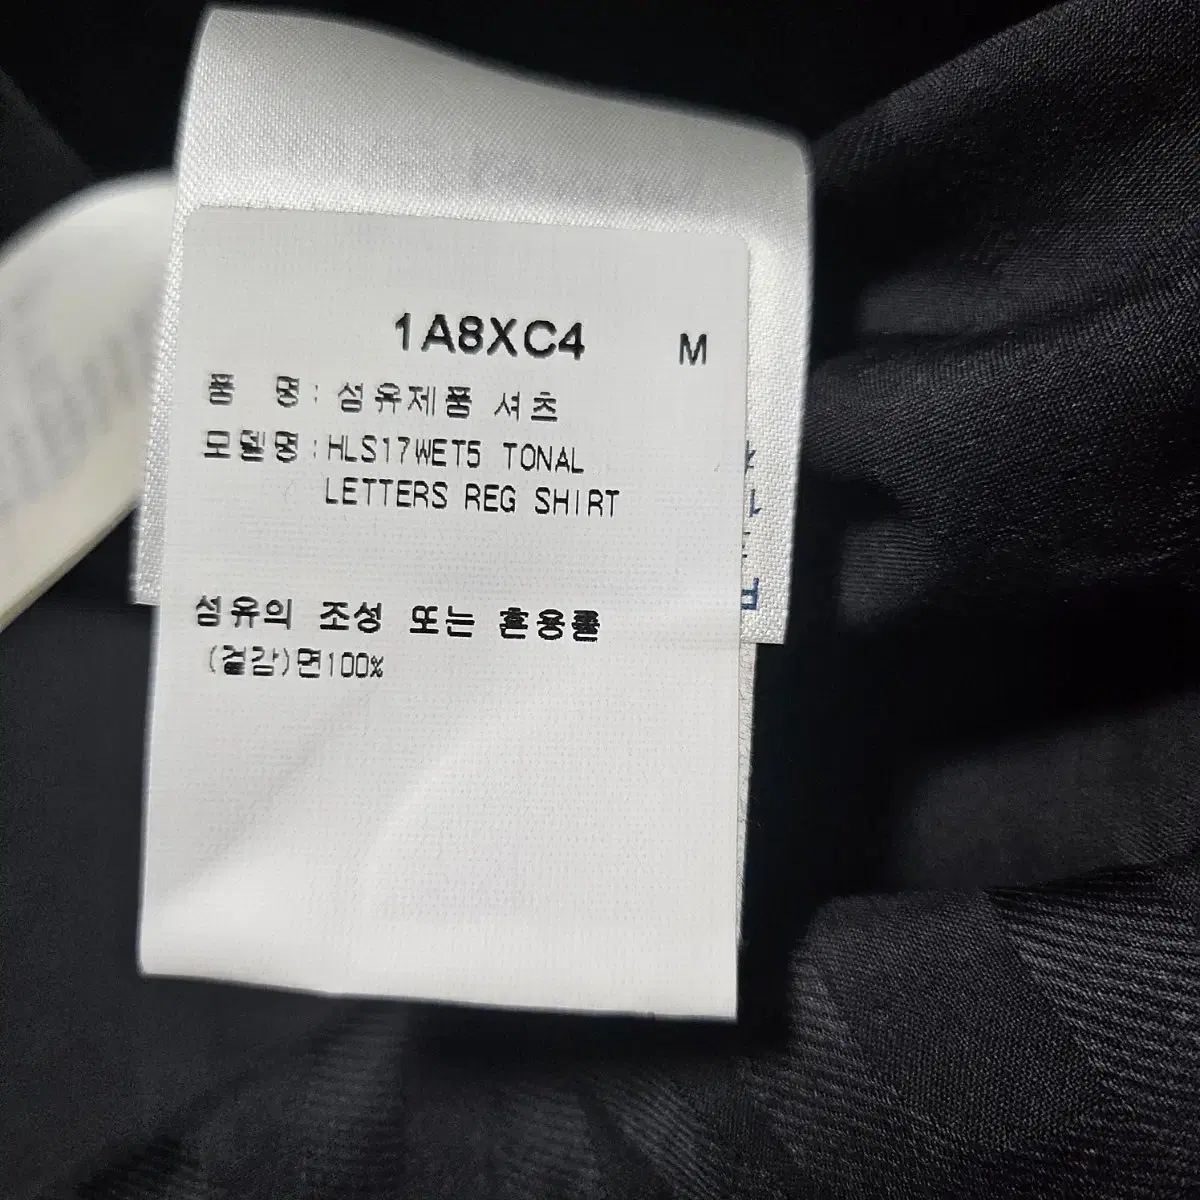 1A8XC4 M
품 명 : 섬유제품 셔츠
모델명 : HLS17WET5 TONAL
LETTERS REG SHIRT
섬유의 조성 또는 혼용률
(겉감)면100%